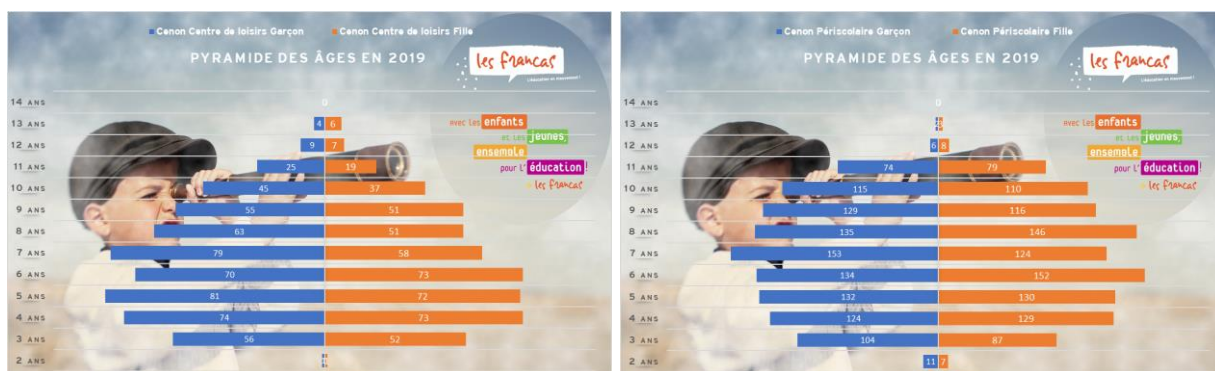 Cenon Centre de loisirs Garçon Cenon Centre de loisirs Fille
PYRAMIDE DES ÂGES EN 2019
les francas
14 ANS 0
13 ANS 4 6
avec les enfants
12 ANS 9 7
et les jeunes,
ensemble
11 ANS 25 19
pour l'éducation !
10 ANS 45 37
les francas
9 ANS 55 51
8 ANS 63 51
7 ANS 79 58
6 ANS 70 73
5 ANS 81 72
4 ANS 74 73
3 ANS 56 52
2 ANS
Cenon Périscolaire Garçon Cenon Périscolaire Fille
PYRAMIDE DES ÂGES EN 2019
les francas
14 ANS 0
13 ANS
avec les enfants
12 ANS 6 8
et les jeunes,
ensemble
11 ANS 74 79
pour l'éducation !
10 ANS 115 110
les francas
9 ANS 129 116
8 ANS 135 146
7 ANS 153 124
6 ANS 134 152
5 ANS 132 130
4 ANS 124 129
3 ANS 104 87
2 ANS 11 7